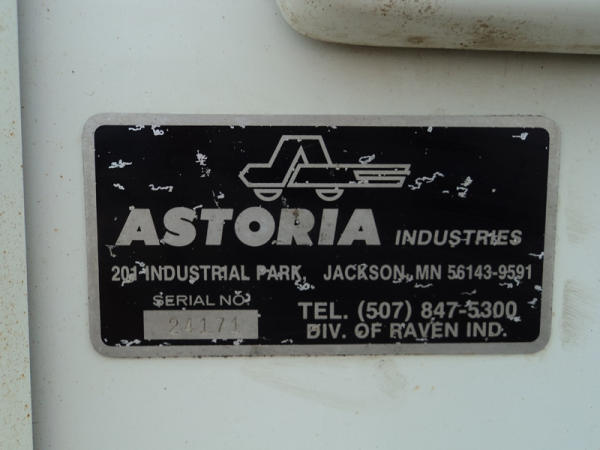 ASTORIA INDUSTRIES
201 INDUSTRIAL PARK, JACKSON, MN 56143-9591
SERIAL NO.
24171
TEL. (507) 847-5300
DIV. OF RAVEN IND.